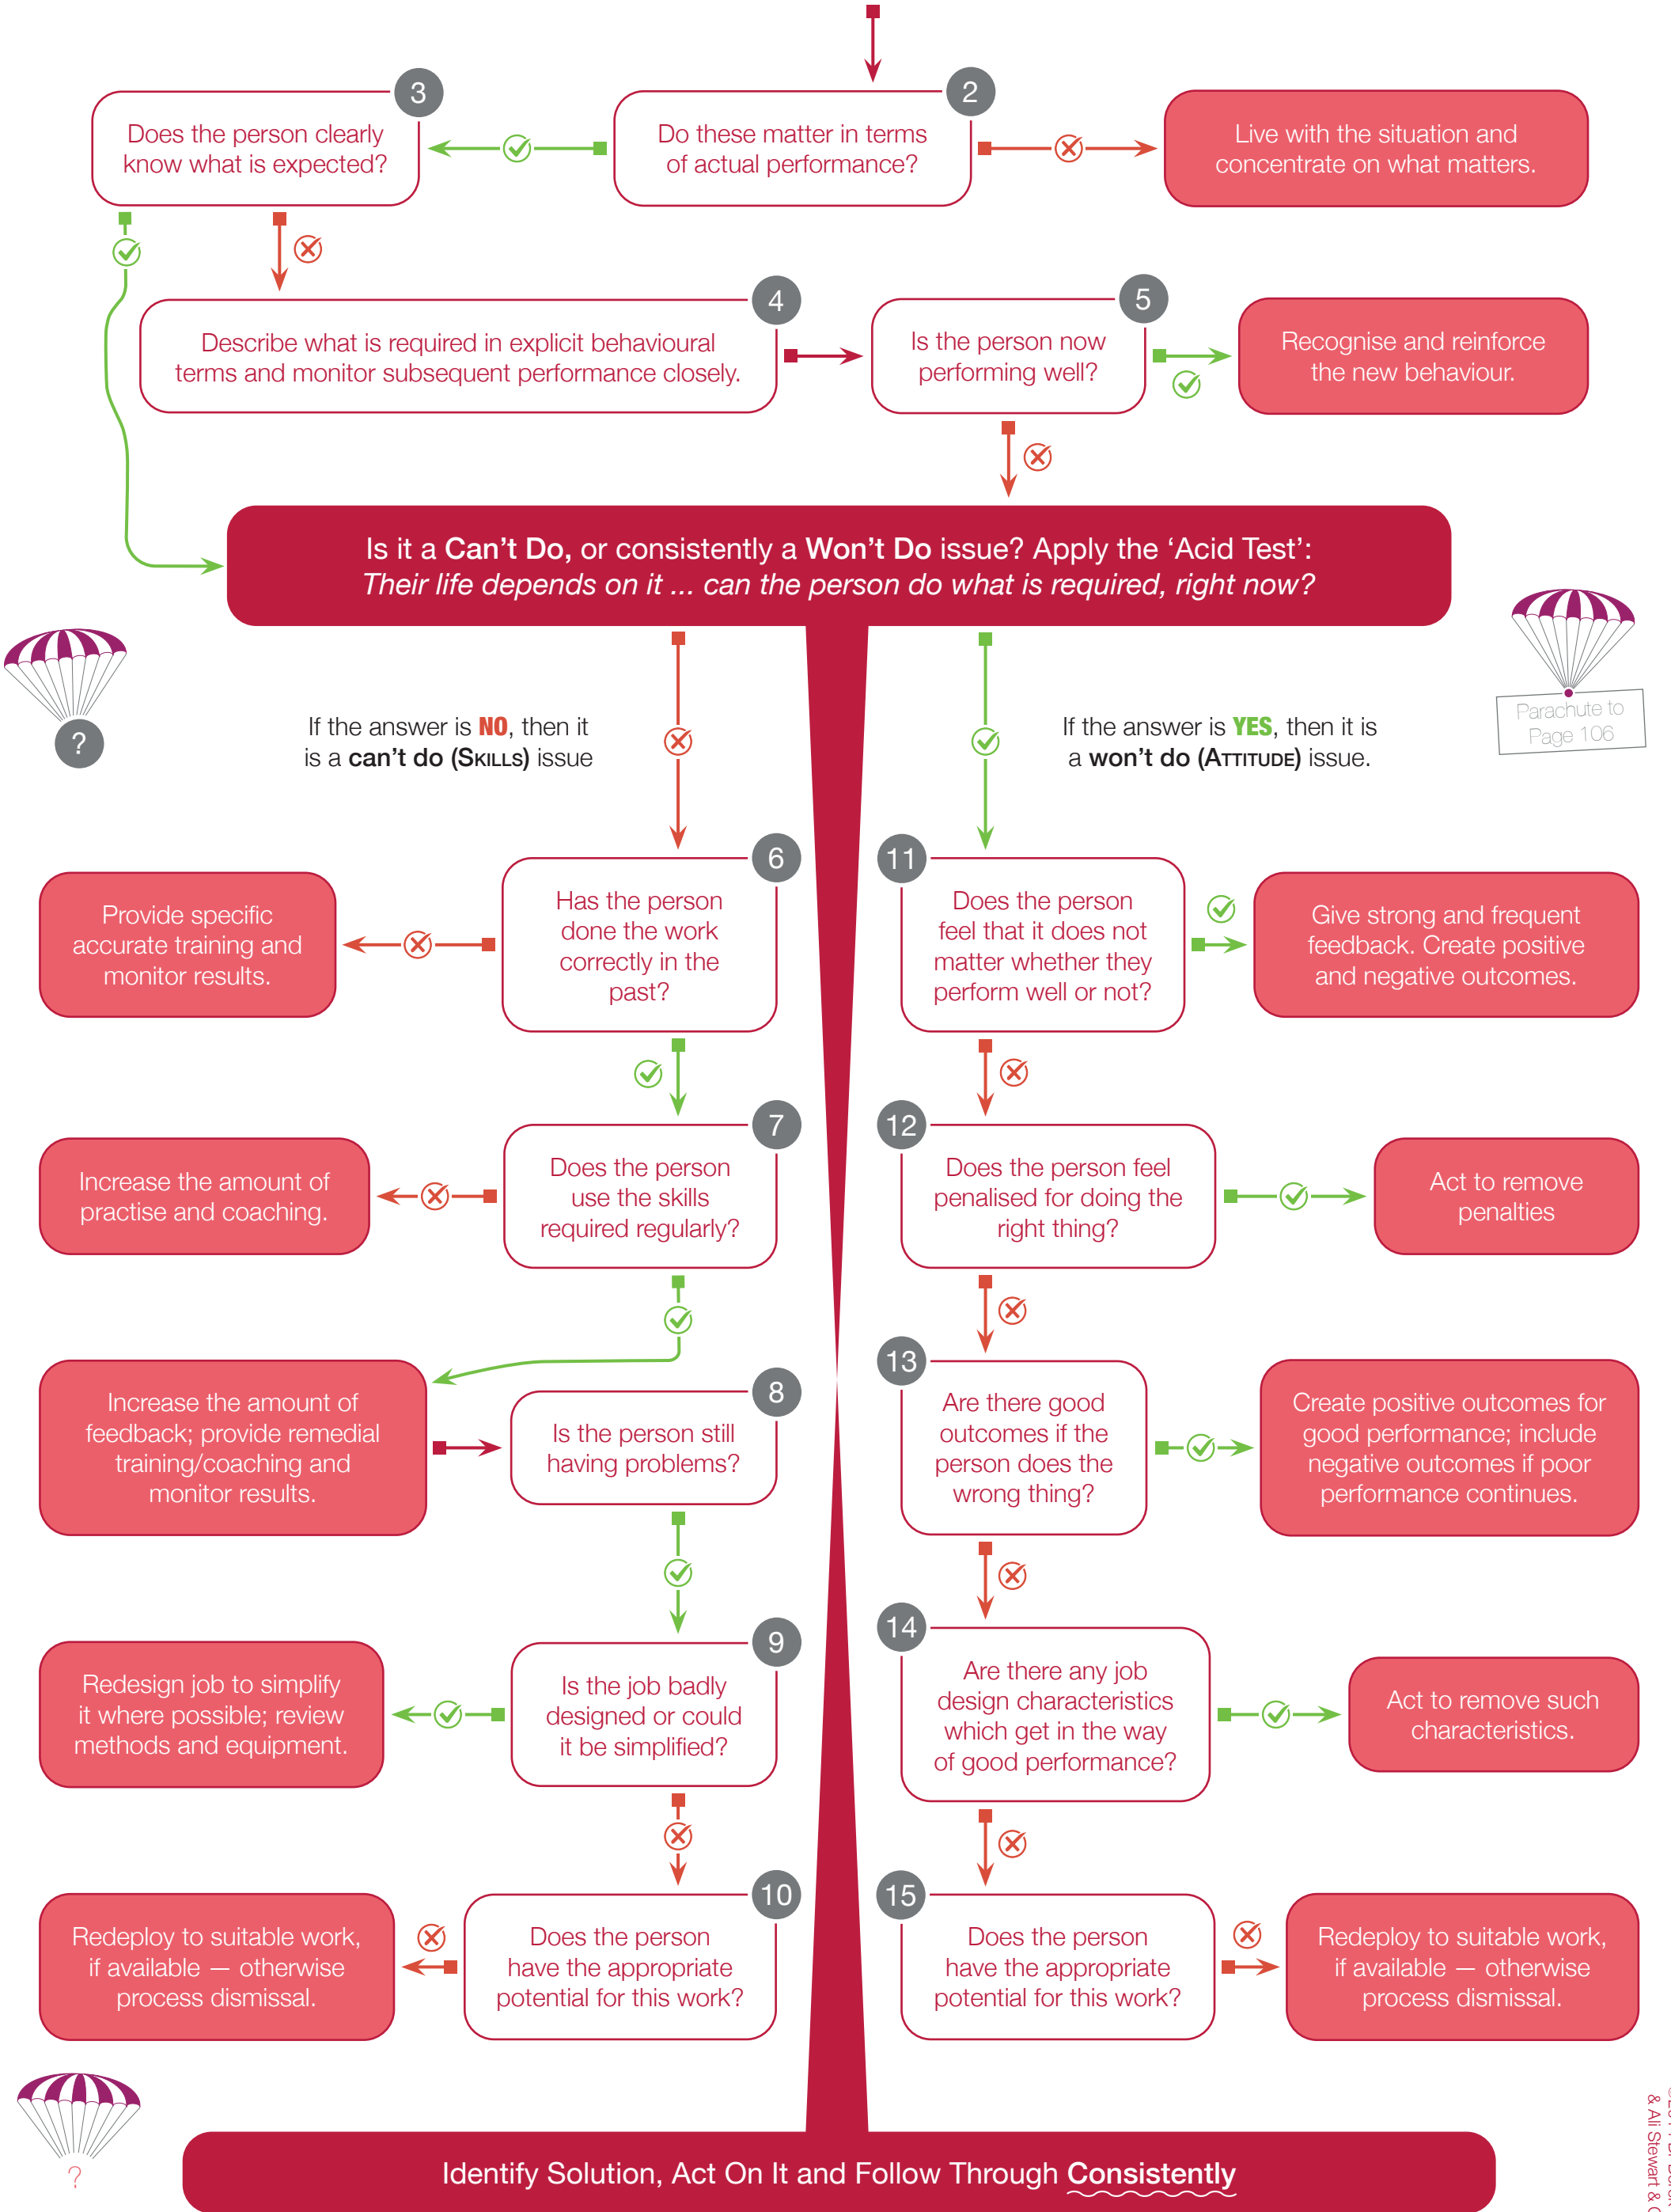 3
Does the person clearly
know what is expected?
2
Do these matter in terms
of actual performance?
Live with the situation and
concentrate on what matters.
4
Describe what is required in explicit behavioural
terms and monitor subsequent performance closely.
5
Is the person now
performing well?
Recognise and reinforce
the new behaviour.
Is it a Can't Do, or consistently a Won't Do issue? Apply the ‘Acid Test’:
Their life depends on it ... can the person do what is required, right now?
?
If the answer is NO, then it
is a can't do (Skills) issue
If the answer is YES, then it is
a won't do (Attitude) issue.
Parachute to
Page 106
6
Has the person
done the work
correctly in the
past?
Provide specific
accurate training and
monitor results.
11
Does the person
feel that it does not
matter whether they
perform well or not?
Give strong and frequent
feedback. Create positive
and negative outcomes.
7
Does the person
use the skills
required regularly?
Increase the amount of
practise and coaching.
12
Does the person feel
penalised for doing the
right thing?
Act to remove
penalties
Increase the amount of
feedback; provide remedial
training/coaching and
monitor results.
8
Is the person still
having problems?
13
Are there good
outcomes if the
person does the
wrong thing?
Create positive outcomes for
good performance; include
negative outcomes if poor
performance continues.
9
Is the job badly
designed or could
it be simplified?
Redesign job to simplify
it where possible; review
methods and equipment.
14
Are there any job
design characteristics
which get in the way
of good performance?
Act to remove such
characteristics.
10
Does the person
have the appropriate
potential for this work?
Redeploy to suitable work,
if available — otherwise
process dismissal.
15
Does the person
have the appropriate
potential for this work?
Redeploy to suitable work,
if available — otherwise
process dismissal.
?
Identify Solution, Act On It and Follow Through Consistently
& Ali Stewart &